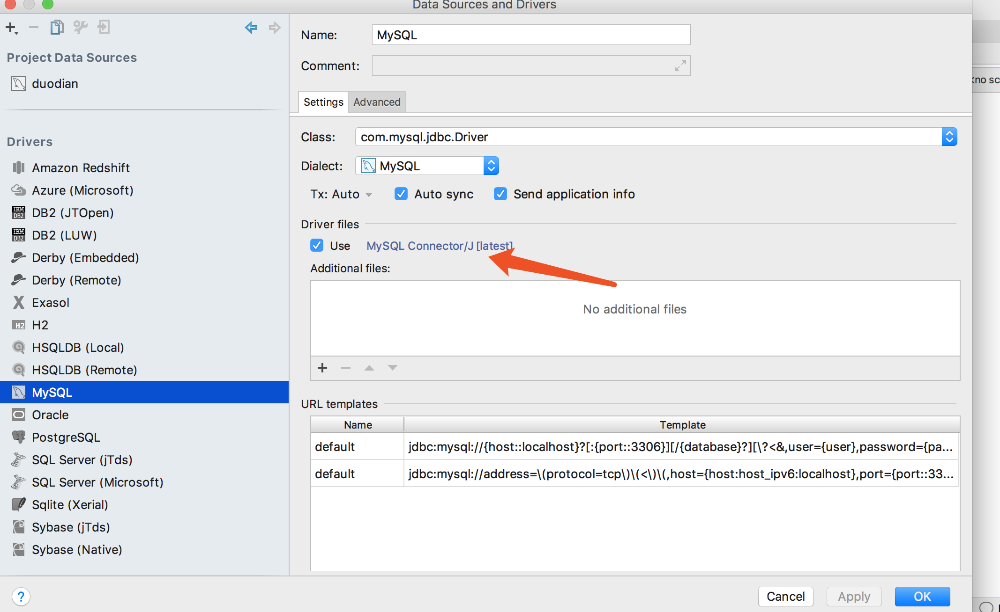 Data Sources and Drivers
Project Data Sources
duodian
Drivers
Amazon Redshift
Azure (Microsoft)
IBM DB2
DB2 (JTOpen)
IBM DB2
DB2 (LUW)
Derby (Embedded)
Derby (Remote)
Exasol
H2
H2
HSQLDB (Local)
HSQLDB (Remote)
MySQL
Oracle
PostgreSQL
SQL Server (jTds)
SQL Server (Microsoft)
Sqlite (Xerial)
Sybase (jTds)
Sybase (Native)
?
Name: MySQL
Comment:
Settings Advanced
Class: com.mysql.jdbc.Driver
Dialect: MySQL
Tx: Auto Auto sync Send application info
Driver files
Use MySQL Connector/J [latest]
Additional files:
No additional files
URL templates
Name Template
default jdbc:mysql://{host::localhost}?[:{port::3306}][/{database}?][\?<&,user={user},password={pa...
default jdbc:mysql://address=\(protocol=tcp\)\(<\)\(,host={host:host_ipv6:localhost},port={port::33...
Cancel Apply OK
<no sc